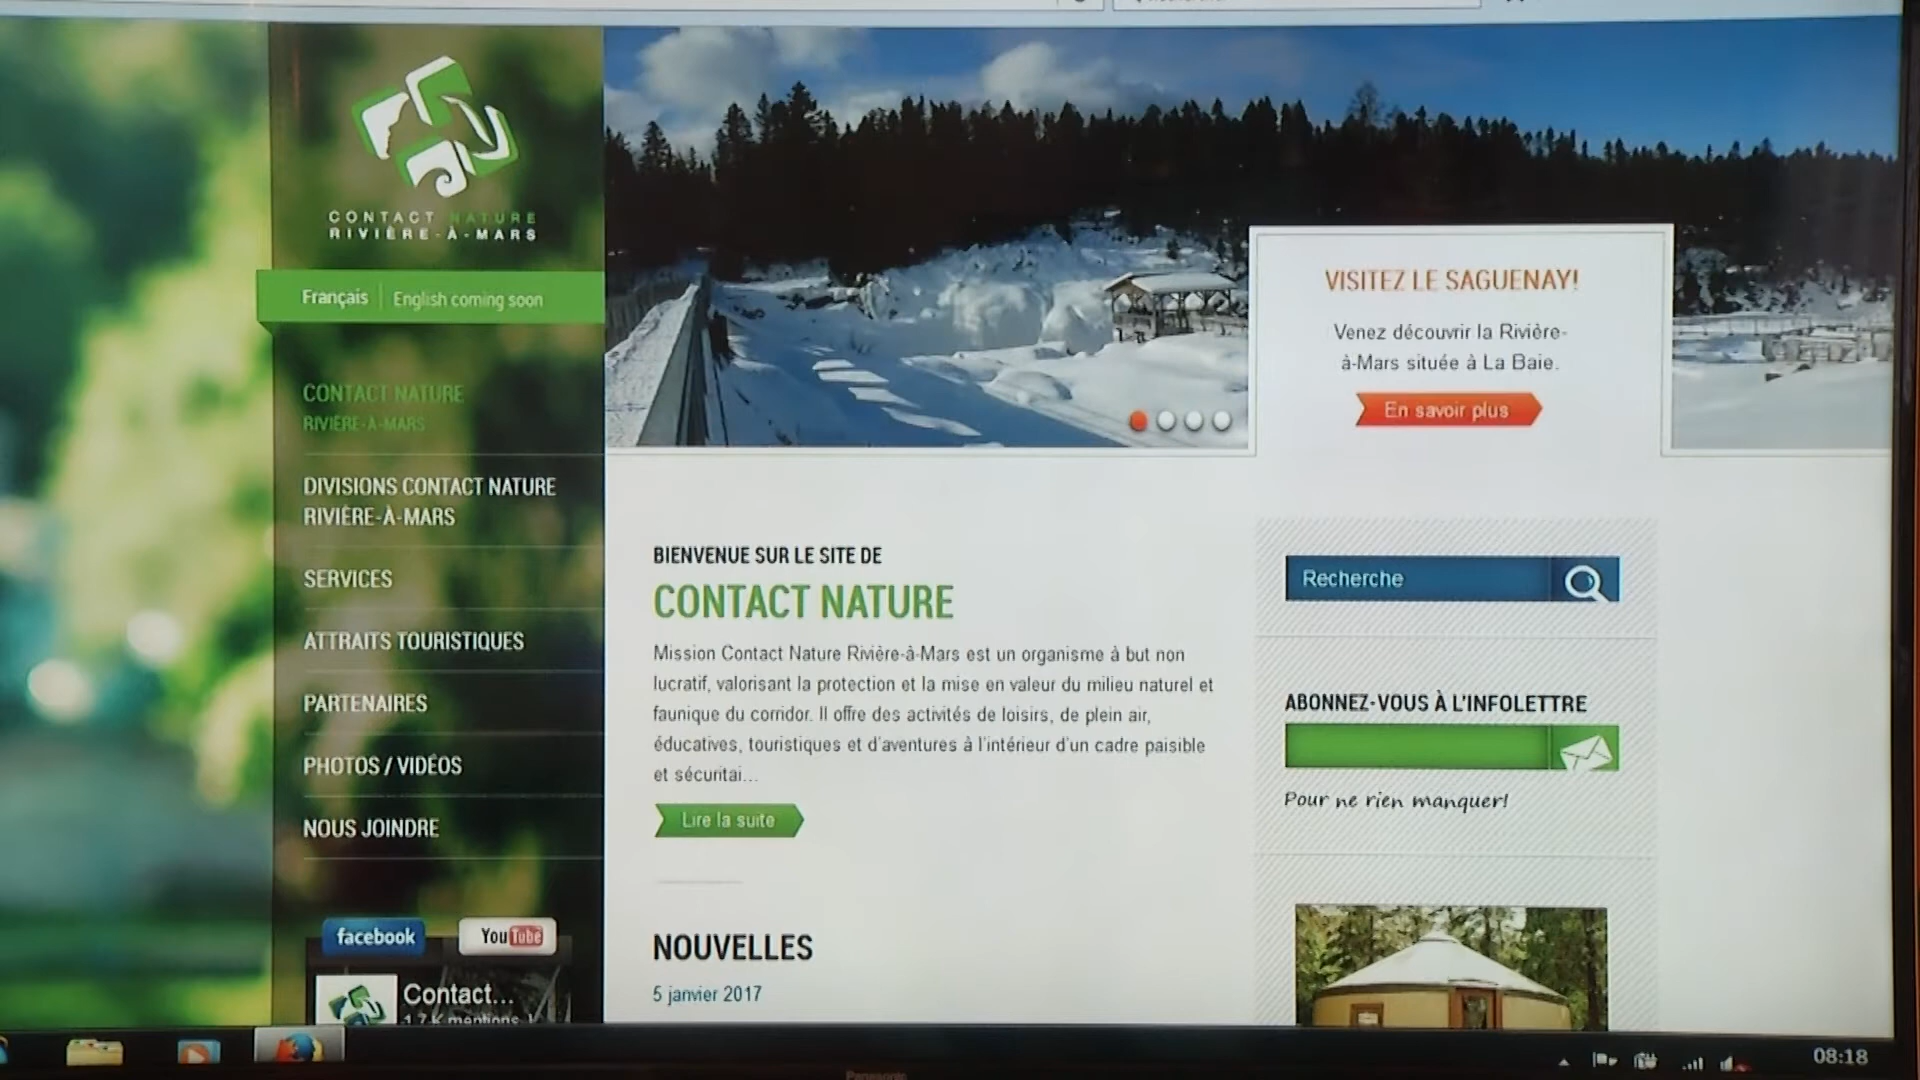 CONTACT NATURE
RIVIÈRE-À-MARS
Français
English coming soon
CONTACT NATURE
RIVIÈRE-À-MARS
DIVISIONS CONTACT NATURE
RIVIÈRE-À-MARS
SERVICES
ATTRAITS TOURISTIQUES
PARTENAIRES
PHOTOS / VIDÉOS
NOUS JOINDRE
facebook
YouTube
Contact...
VISITEZ LE SAGUENAY!
Venez découvrir la Rivière-
à-Mars située à La Baie.
En savoir plus
BIENVENUE SUR LE SITE DE
CONTACT NATURE
Mission Contact Nature Rivière-à-Mars est un organisme à but non
lucratif, valorisant la protection et la mise en valeur du milieu naturel et
faunique du corridor. Il offre des activités de loisirs, de plein air,
éducatives, touristiques et d'aventures à l'intérieur d'un cadre paisible
et sécuritai...
Lire la suite
NOUVELLES
5 janvier 2017
Recherche
ABONNEZ-VOUS À L'INFOLETTRE
Pour ne rien manquer!
08:18
Panasonic